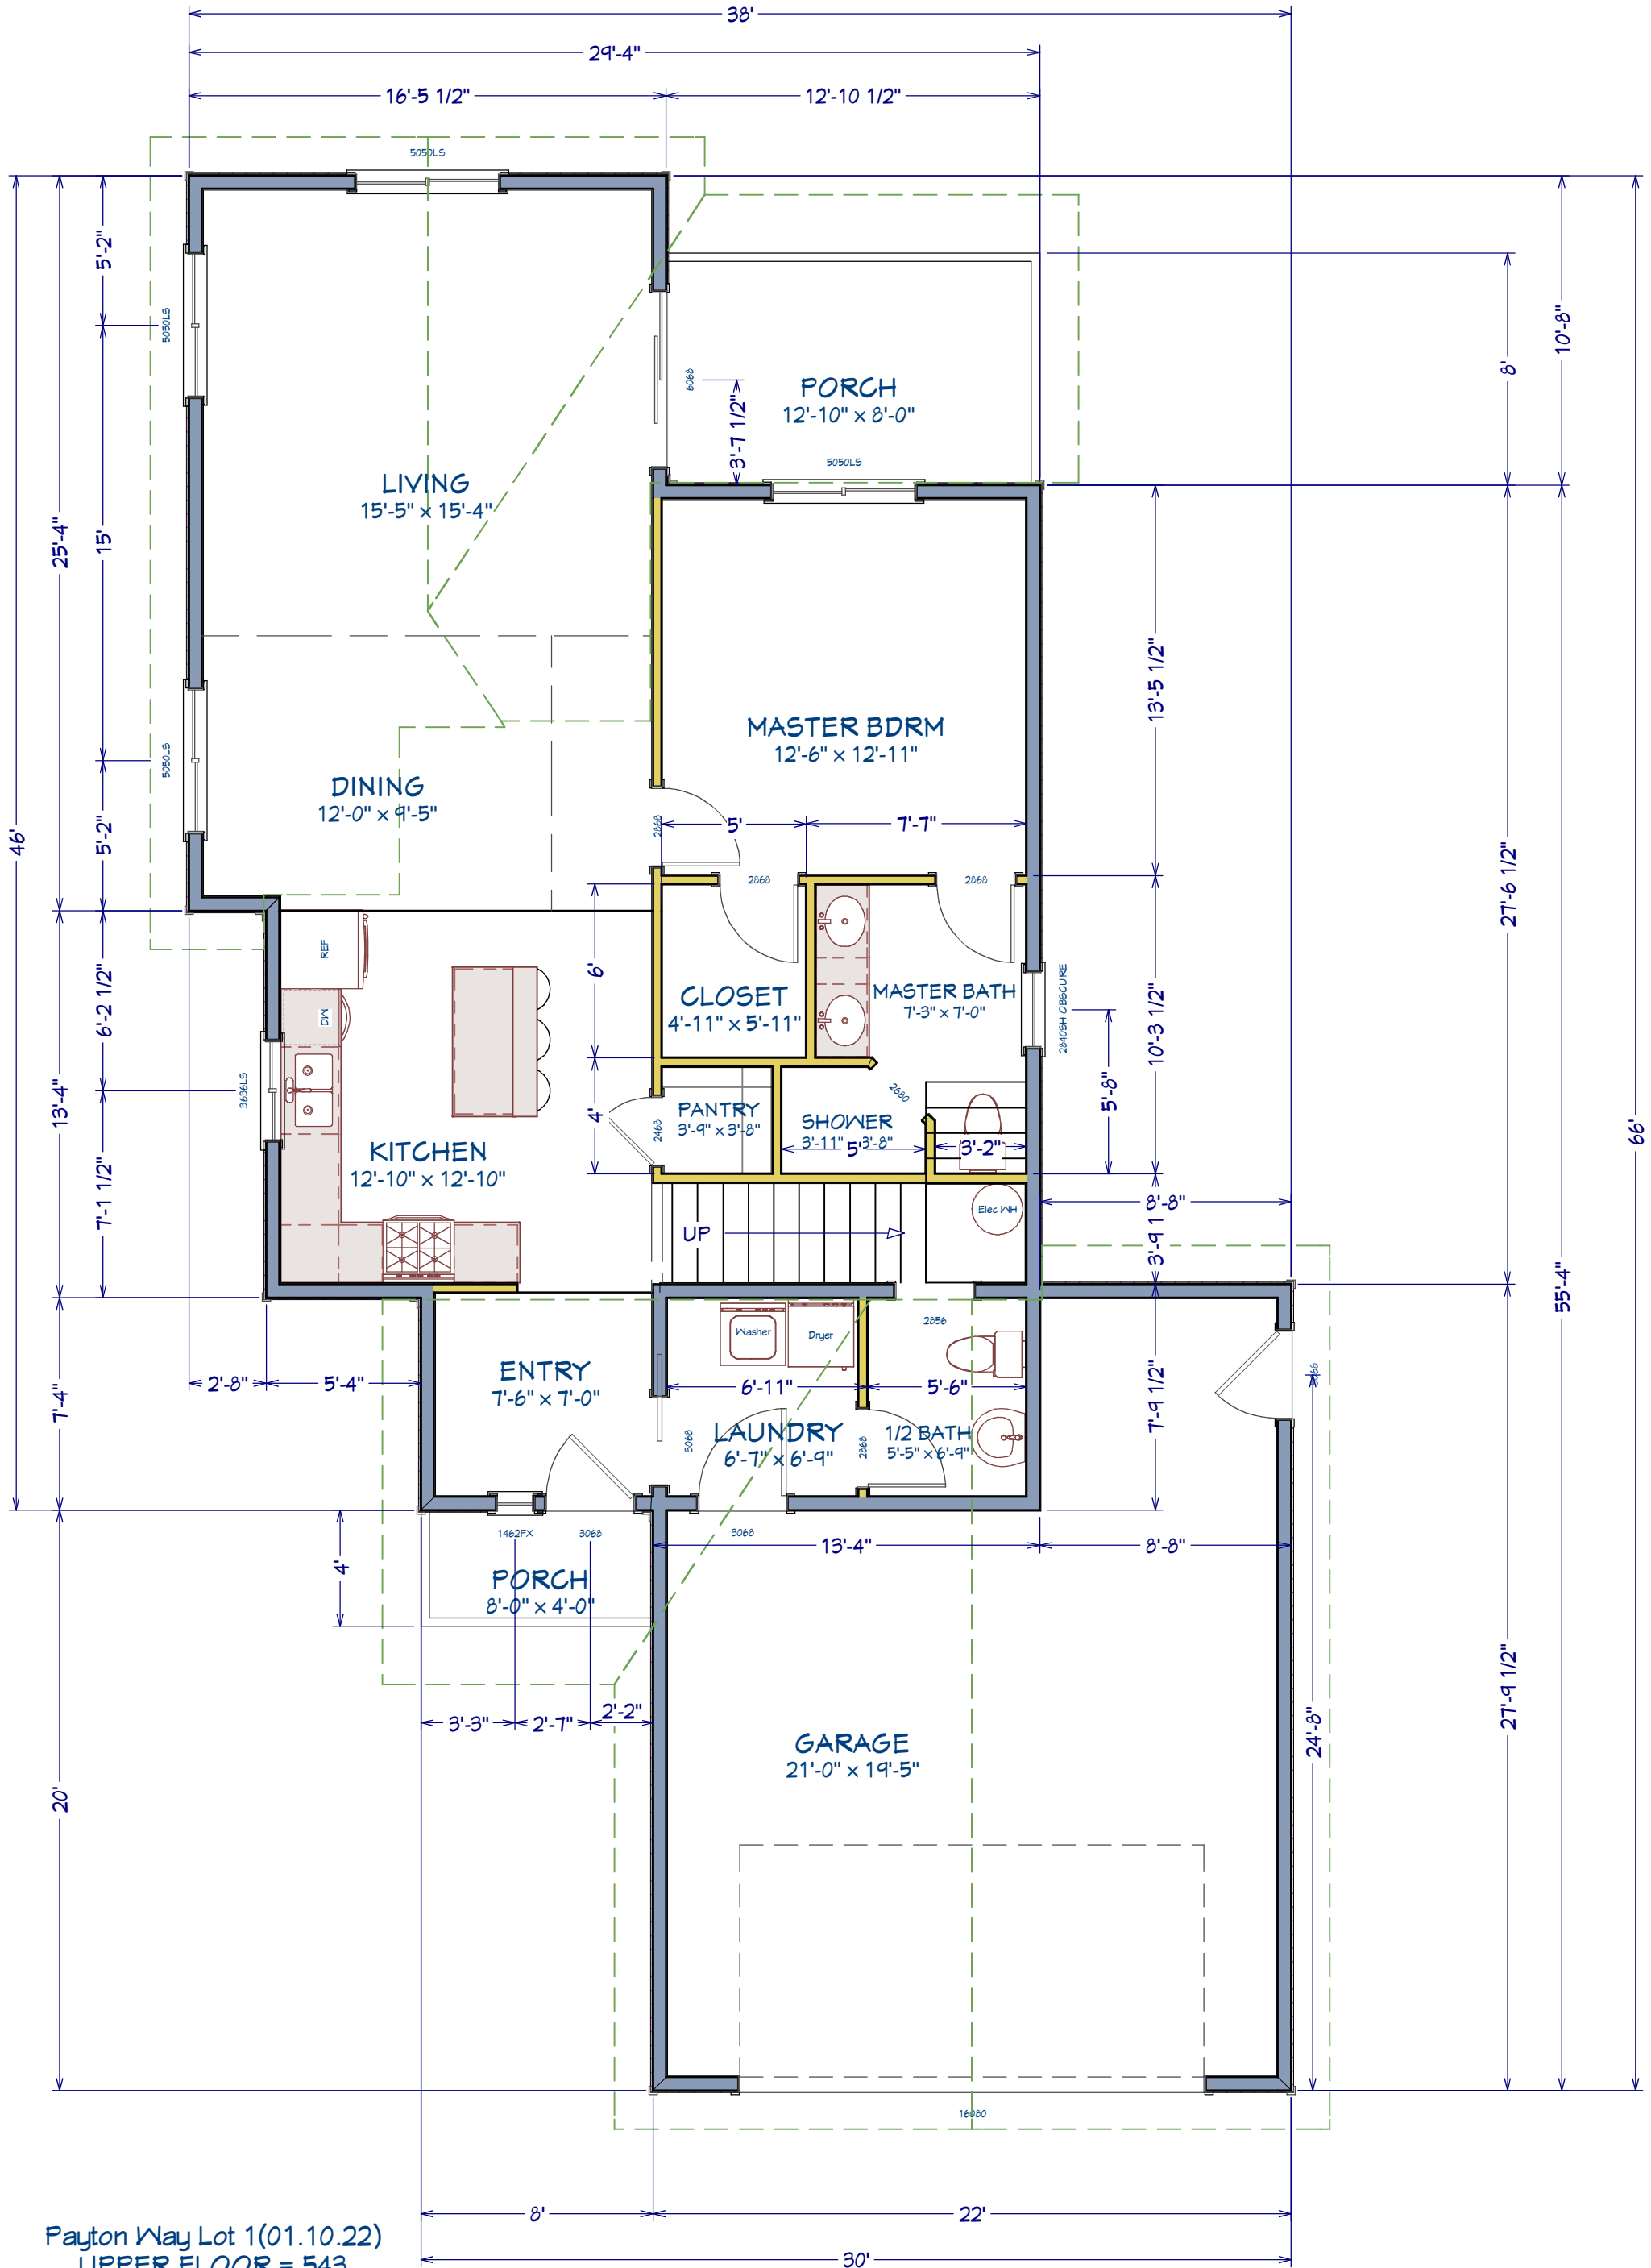 38'
29'-4"
16'-5 1/2"
12'-10 1/2"
5050LS
5'-2"
5050LS
10'-8"
8'
6068
3'-7 1/2"
PORCH
12'-10" x 8'-0"
5050LS
LIVING
15'-5" x 15'-4"
25'-4"
15'
13'-5 1/2"
MASTER BDRM
12'-6" x 12'-11"
5050LS
DINING
12'-0" x 9'-5"
46'
5'-2"
2868
5'
7'-7"
2868
2868
27'-6 1/2"
REF
DW
6'-2 1/2"
6'
CLOSET
4'-11" x 5'-11"
MASTER BATH
7'-3" x 7'-0"
2840SH OBSCURE
10'-3 1/2"
3636LS
13'-4"
7'-1 1/2"
KITCHEN
12'-10" x 12'-10"
4'
2468
PANTRY
3'-9" x 3'-8"
2680
SHOWER
3'-11" 3'-8"
5'
3'-2"
5'-8"
66'
8'-8"
3'-9 1
UP
Elec WH
55'-4"
2'-8"
5'-4"
7'-4"
ENTRY
7'-6" x 7'-0"
Washer
Dryer
2856
6'-11"
5'-6"
7'-9 1/2"
3068
LAUNDRY
6'-7" x 6'-9"
2868
1/2 BATH
5'-5" x 6'-9"
1462FX
3068
3068
13'-4"
8'-8"
4'
PORCH
8'-0" x 4'-0"
3'-3"
2'-7"
2'-2"
GARAGE
21'-0" x 19'-5"
20'
24'-8"
27'-9 1/2"
16080
8'
22'
30'
Payton Way Lot 1(01.10.22)
UPPER FLOOR = 543